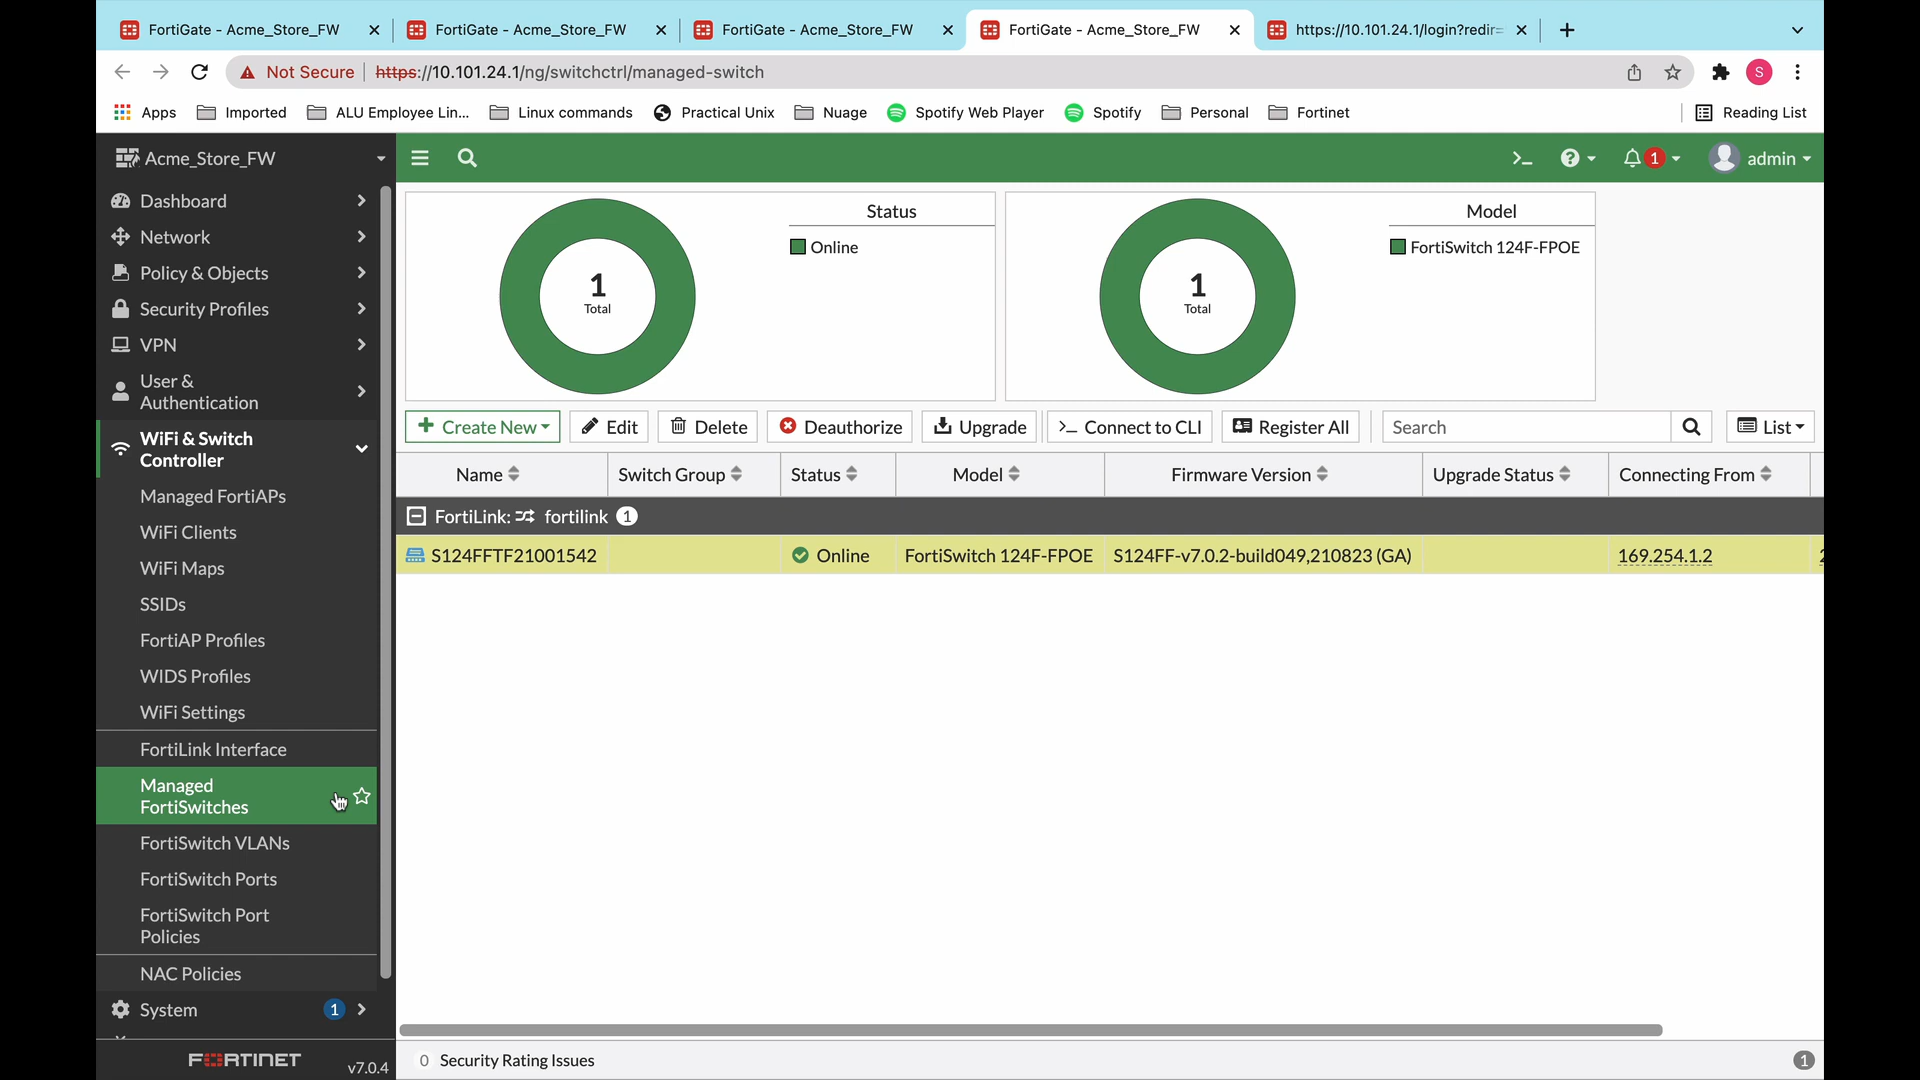 FortiGate - Acme_Store_FW
FortiGate - Acme_Store_FW
FortiGate - Acme_Store_FW
FortiGate - Acme_Store_FW
https://10.101.24.1/login?redir=
Not Secure
https://10.101.24.1/ng/switchctrl/managed-switch
S
Apps
Imported
ALU Employee Lin...
Linux commands
Practical Unix
Nuage
Spotify Web Player
Spotify
Personal
Fortinet
Reading List
Acme_Store_FW
1
admin
Dashboard
Network
Policy & Objects
Security Profiles
VPN
User &
Authentication
WiFi & Switch
Controller
Managed FortiAPs
WiFi Clients
WiFi Maps
SSIDs
FortiAP Profiles
WIDS Profiles
WiFi Settings
FortiLink Interface
Managed
FortiSwitches
FortiSwitch VLANs
FortiSwitch Ports
FortiSwitch Port
Policies
NAC Policies
System 1
FORTINET v7.0.4
1
Total
Status
Online
1
Total
Model
FortiSwitch 124F-FPOE
+ Create New
Edit
Delete
Deauthorize
Upgrade
>_ Connect to CLI
Register All
Search
List
Name Switch Group Status Model Firmware Version Upgrade Status Connecting From
FortiLink: fortilink 1
S124FFTF21001542 Online FortiSwitch 124F-FPOE S124FF-v7.0.2-build049,210823 (GA) 169.254.1.2
0 Security Rating Issues
1